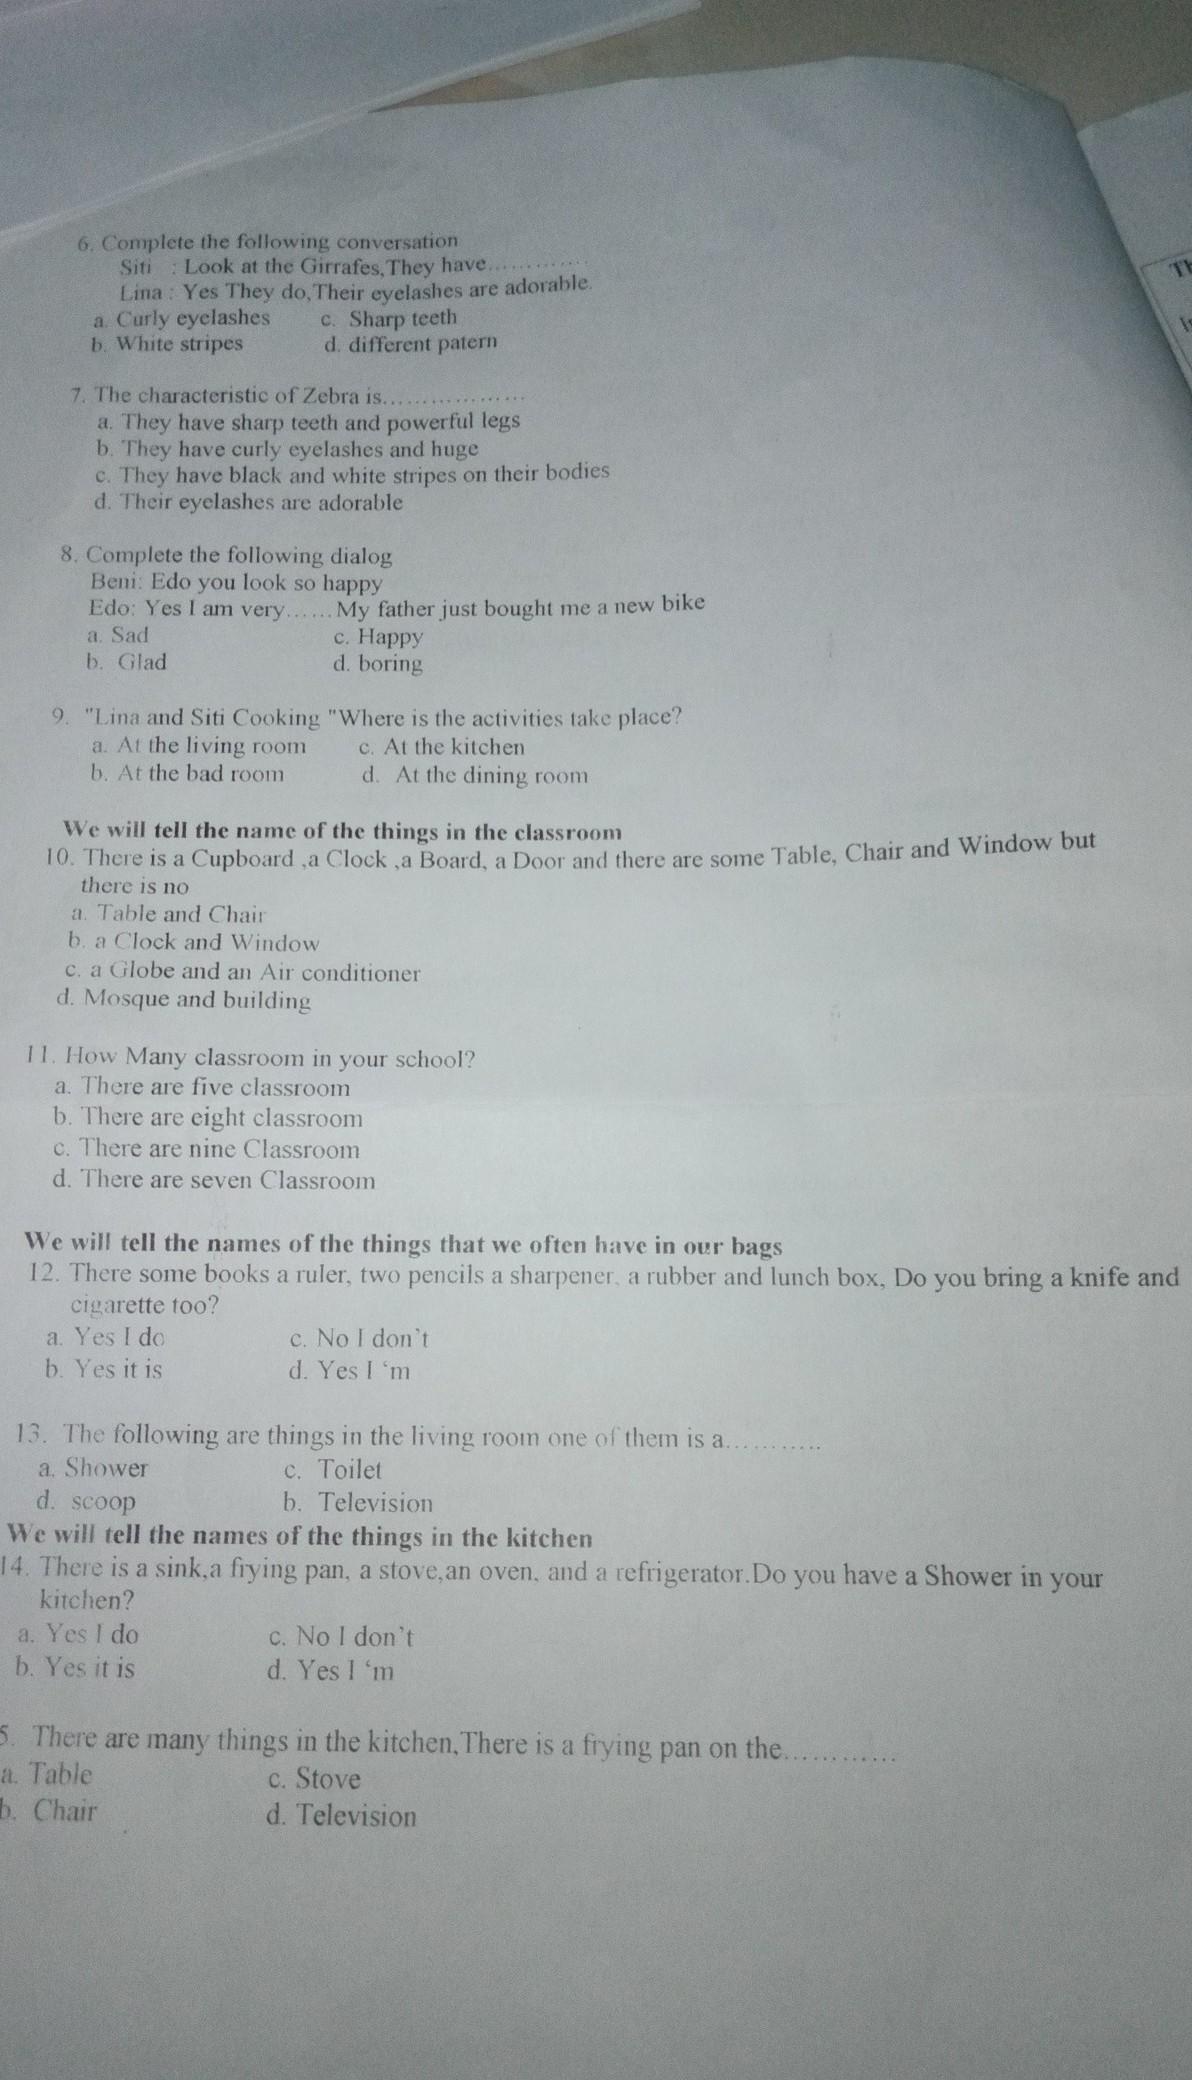 6. Complete the following conversation
Siti : Look at the Girrafes,They have............
Lina : Yes They do,Their eyelashes are adorable.
a. Curly eyelashes c. Sharp teeth
b. White stripes d. different patern
7. The characteristic of Zebra is..................
a. They have sharp teeth and powerful legs
b. They have curly eyelashes and huge
c. They have black and white stripes on their bodies
d. Their eyelashes are adorable
8. Complete the following dialog
Beni: Edo you look so happy
Edo: Yes I am very...... My father just bought me a new bike
a. Sad c. Happy
b. Glad d. boring
9. "Lina and Siti Cooking "Where is the activities take place?
a. At the living room c. At the kitchen
b. At the bad room d. At the dining room
We will tell the name of the things in the classroom
10. There is a Cupboard ,a Clock ,a Board, a Door and there are some Table, Chair and Window but
there is no
a. Table and Chair
b. a Clock and Window
c. a Globe and an Air conditioner
d. Mosque and building
11. How Many classroom in your school?
a. There are five classroom
b. There are eight classroom
c. There are nine Classroom
d. There are seven Classroom
We will tell the names of the things that we often have in our bags
12. There some books a ruler, two pencils a sharpener, a rubber and lunch box, Do you bring a knife and
cigarette too?
a. Yes I do c. No I don't
b. Yes it is d. Yes I 'm
13. The following are things in the living room one of them is a...........
a. Shower c. Toilet
d. scoop b. Television
We will tell the names of the things in the kitchen
14. There is a sink,a frying pan, a stove,an oven, and a refrigerator.Do you have a Shower in your
kitchen?
a. Yes I do c. No I don't
b. Yes it is d. Yes I 'm
5. There are many things in the kitchen,There is a frying pan on the............
a. Table c. Stove
b. Chair d. Television